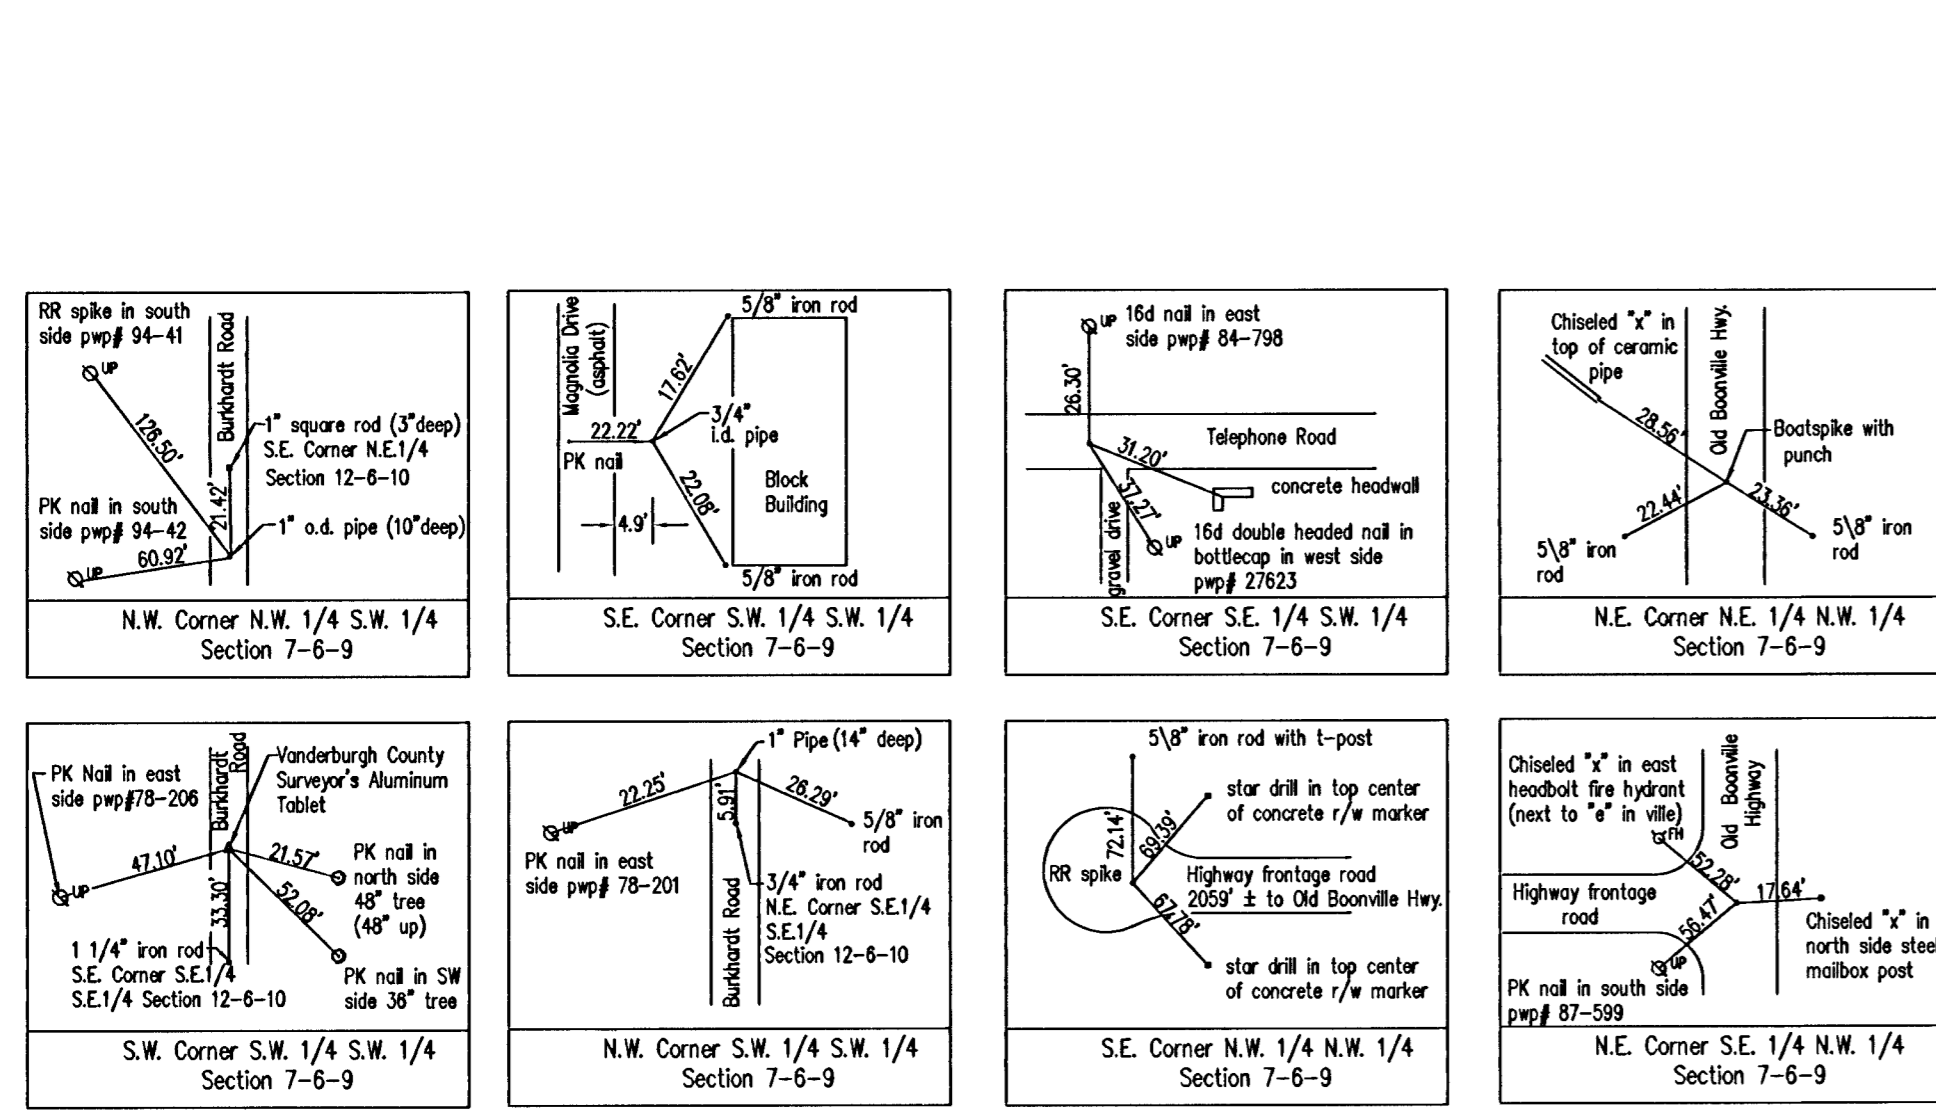 RR spike in south
side pwp# 94-41
UP
Burkhardt Road
126.50'
1" square rod (3"deep)
S.E. Corner N.E.1/4
Section 12-6-10
21.42'
PK nail in south
side pwp# 94-42
60.92'
UP
1" o.d. pipe (10"deep)
N.W. Corner N.W. 1/4 S.W. 1/4
Section 7-6-9
Magnolia Drive
(asphalt)
5/8" iron rod
17.62'
22.22'
3/4"
i.d. pipe
PK nail
22.08'
4.9'
Block
Building
5/8" iron rod
S.E. Corner S.W. 1/4 S.W. 1/4
Section 7-6-9
UP
16d nail in east
side pwp# 84-798
26.30'
Telephone Road
31.20'
37.27'
concrete headwall
gravel drive
UP
16d double headed nail in
bottlecap in west side
pwp# 27623
S.E. Corner S.E. 1/4 S.W. 1/4
Section 7-6-9
Chiseled "x" in
top of ceramic
pipe
Old Boonville Hwy.
28.56'
Boatspike with
punch
22.44'
23.36'
5\8" iron
rod
5\8" iron
rod
N.E. Corner N.E. 1/4 N.W. 1/4
Section 7-6-9
PK Nail in east
side pwp#78-206
Burkhardt
Road
Vanderburgh County
Surveyor's Aluminum
Tablet
47.10'
UP
21.57'
33.30'
52.08'
PK nail in
north side
48" tree
(48" up)
1 1/4" iron rod
S.E. Corner S.E.1/4
S.E.1/4 Section 12-6-10
PK nail in SW
side 36" tree
S.W. Corner S.W. 1/4 S.W. 1/4
Section 7-6-9
1" Pipe (14" deep)
22.25'
5.91'
26.29'
UP
PK nail in east
side pwp# 78-201
5/8" iron
rod
Burkhardt Road
3/4" iron rod
N.E. Corner S.E.1/4
S.E.1/4
Section 12-6-10
N.W. Corner S.W. 1/4 S.W. 1/4
Section 7-6-9
5\8" iron rod with t-post
star drill in top center
of concrete r/w marker
72.14'
69.39'
RR spike
Highway frontage road
2059' ± to Old Boonville Hwy.
67.78'
star drill in top center
of concrete r/w marker
S.E. Corner N.W. 1/4 N.W. 1/4
Section 7-6-9
Chiseled "x" in east
headbolt fire hydrant
(next to "e" in ville)
FH
Old Boonville
Highway
52.28'
17.64'
Highway frontage
road
56.47'
UP
Chiseled "x" in
north side steel
mailbox post
PK nail in south side
pwp# 87-599
N.E. Corner S.E. 1/4 N.W. 1/4
Section 7-6-9